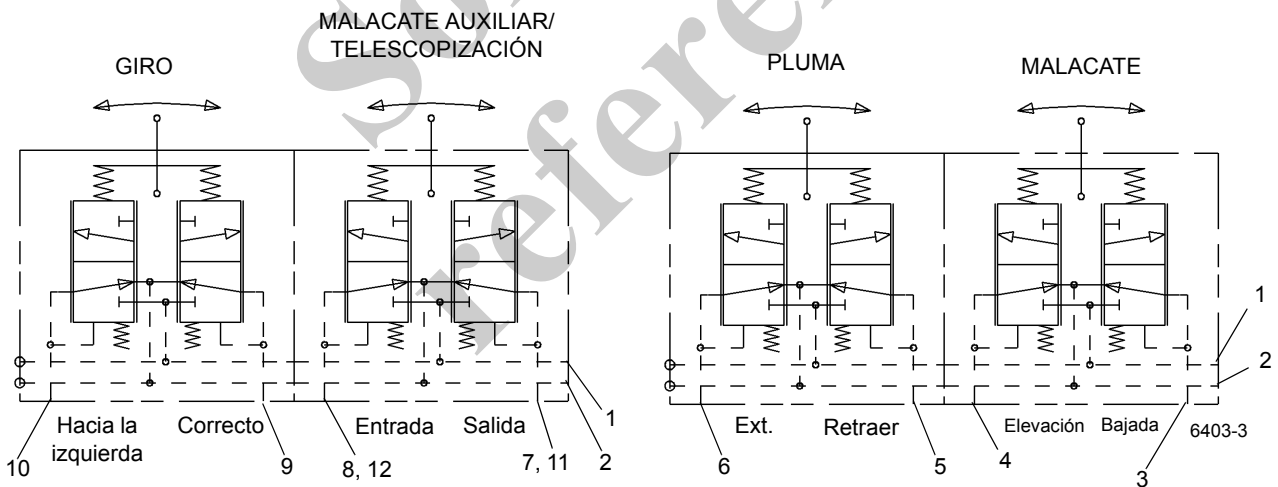 MALACATE AUXILIAR/
TELESCOPIZACIÓN
GIRO
PLUMA
MALACATE
Hacia la
izquierda
Correcto
Entrada
Salida
10
9
8, 12
7, 11
1
2
Ext.
Retraer
Elevación
Bajada
6403-3
6
5
4
3
1
2
refere